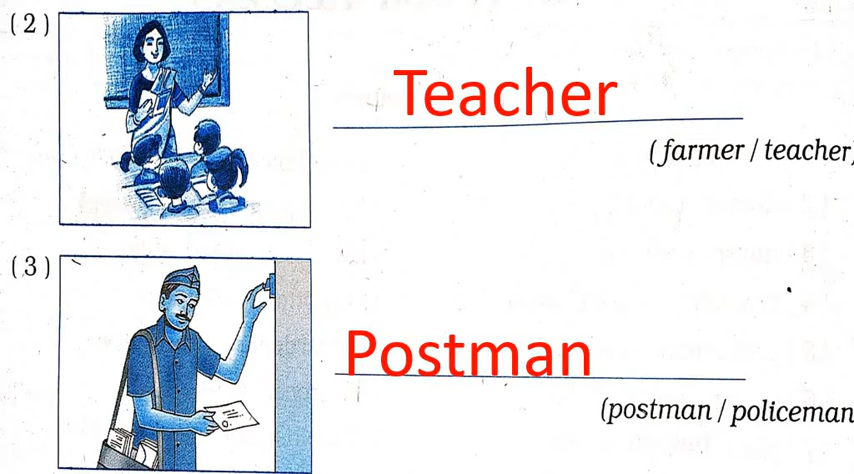 (2)
Teacher
(farmer / teacher)
(3)
Postman
(postman / policeman